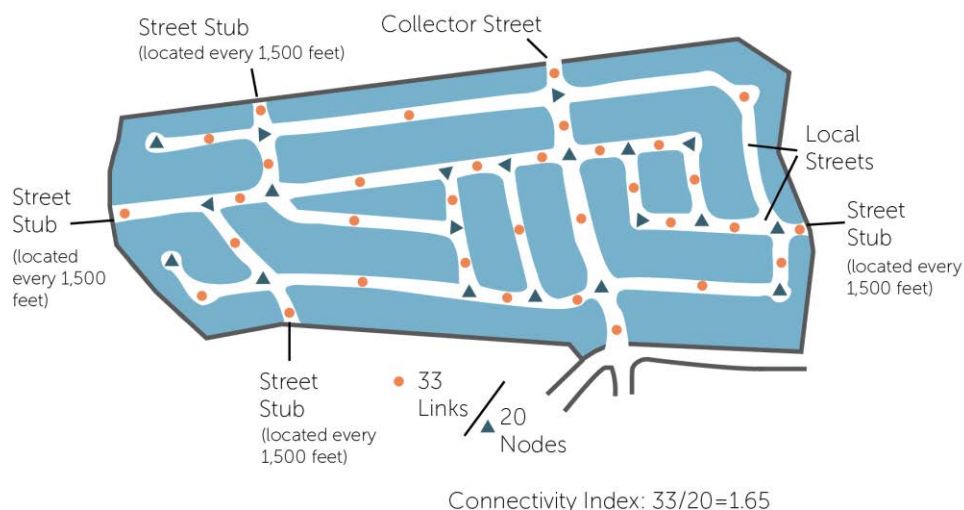 Street Stub
(located every 1,500 feet)
Collector Street
Local
Streets
Street
Stub
(located
every 1,500
feet)
Street
Stub
(located every
1,500 feet)
Street
Stub
(located every
1,500 feet)
33
Links
20
Nodes
Connectivity Index: 33/20=1.65